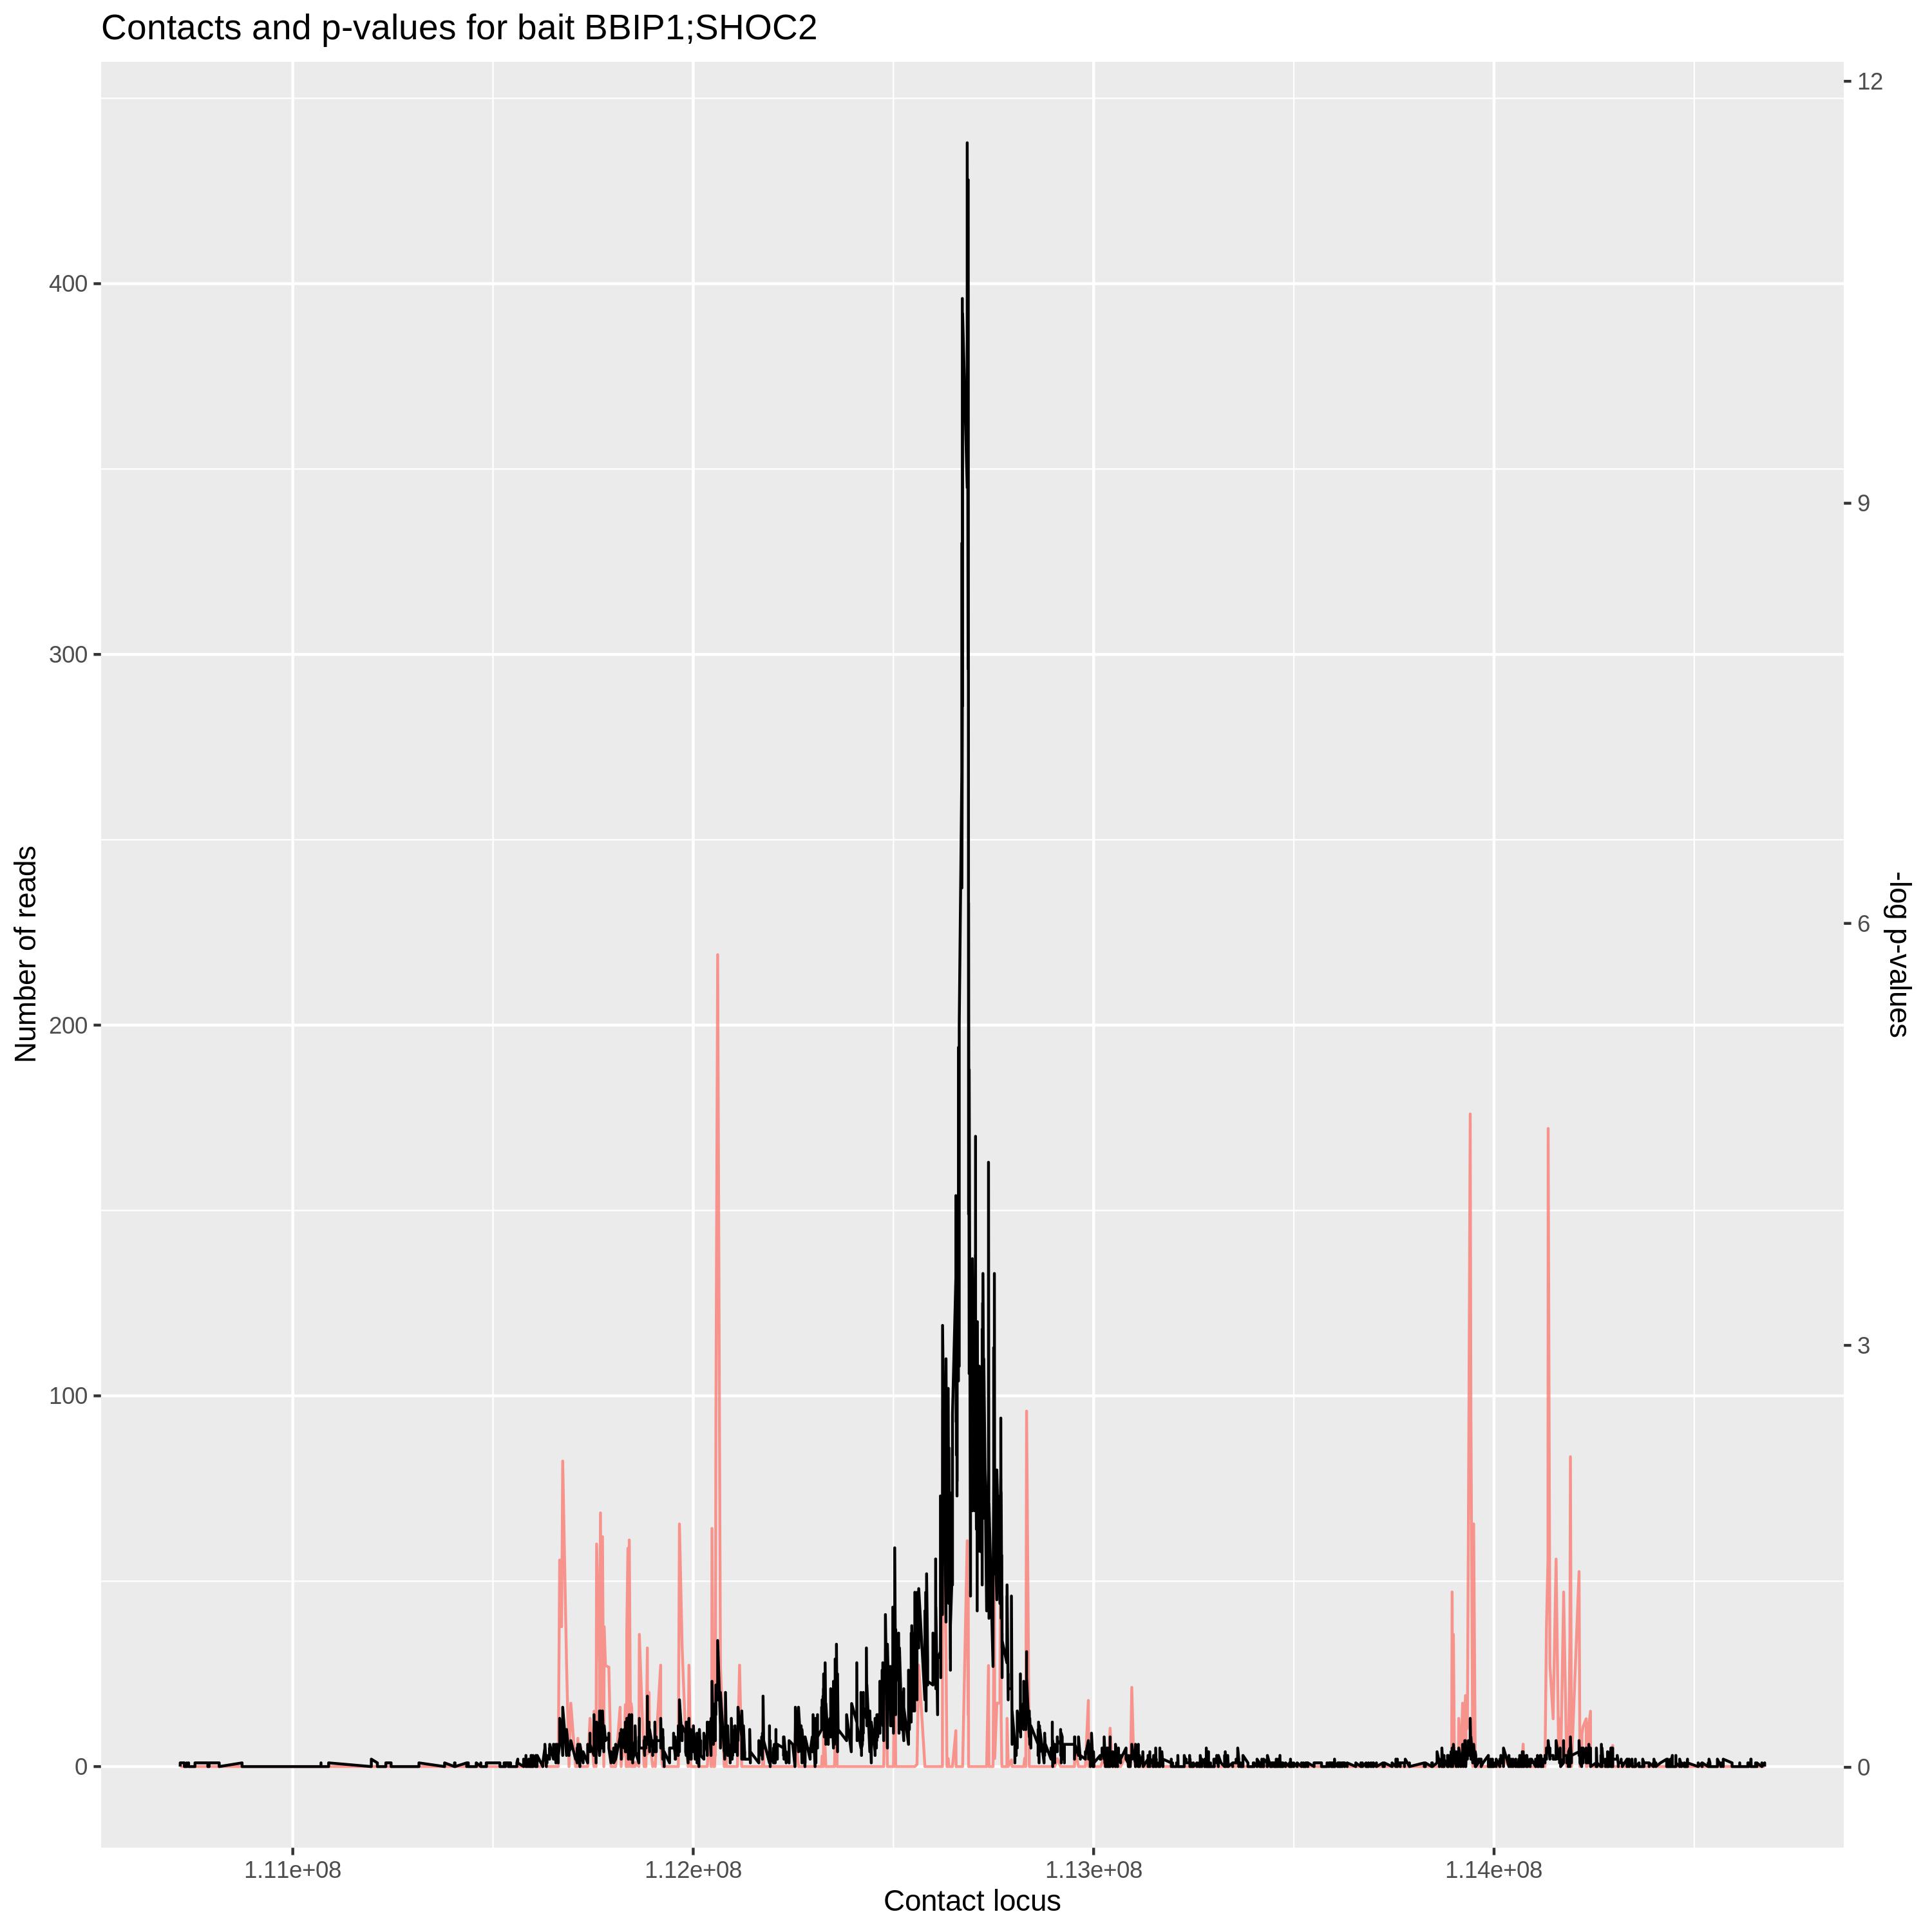 Contacts and p-values for bait BBIP1;SHOC2
12
400
9
300
Number of reads
6
-log p-values
200
3
100
0
0
1.11e+08
1.12e+08
1.13e+08
1.14e+08
Contact locus